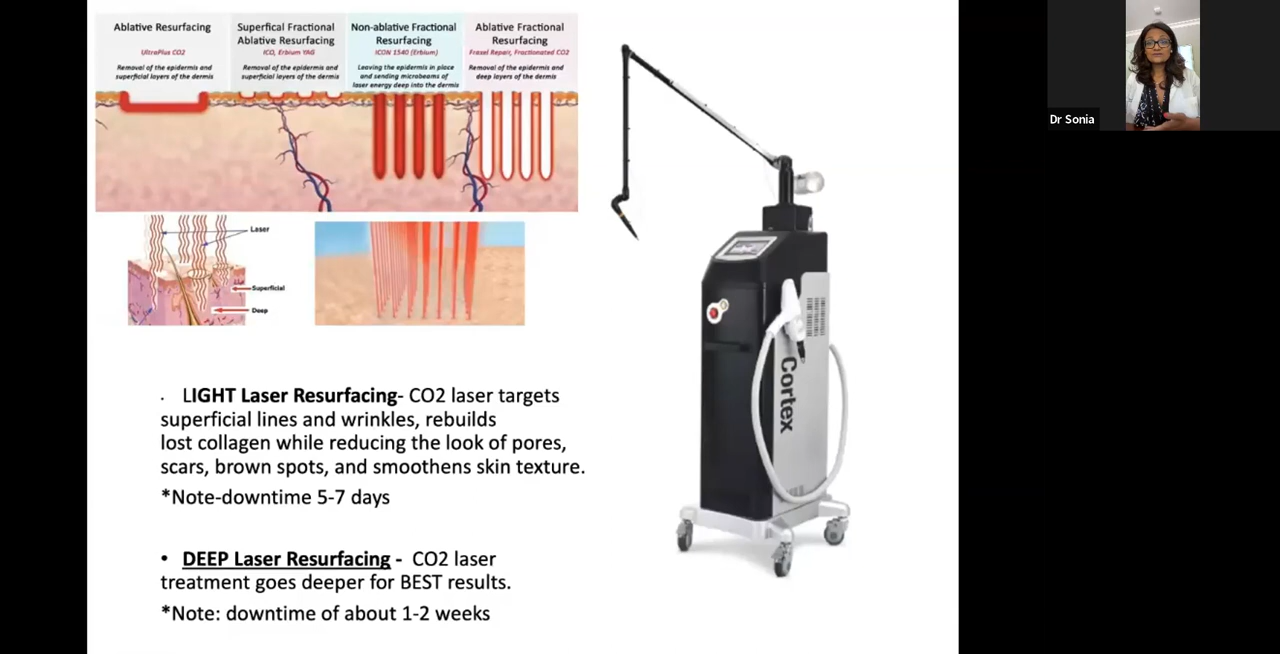 Ablative Resurfacing
UltraPlus CO2
Removal of the epidermis and
superficial layers of the dermis
Superfical Fractional
Ablative Resurfacing
ICO, Erbium YAG
Removal of the epidermis and
superficial layers of the dermis
Non-ablative Fractional
Resurfacing
ICON 1540 (Erbium)
Leaving the epidermis in place
and sending microbeams of
laser energy deep into the dermis
Ablative Fractional
Resurfacing
Fraxel Repair, Fractionated CO2
Removal of the epidermis and
deep layers of the dermis
Laser
Superficial
Deep
Cortex
Dr Sonia
. LIGHT Laser Resurfacing- CO2 laser targets
superficial lines and wrinkles, rebuilds
lost collagen while reducing the look of pores,
scars, brown spots, and smoothens skin texture.
*Note-downtime 5-7 days
• DEEP Laser Resurfacing - CO2 laser
treatment goes deeper for BEST results.
*Note: downtime of about 1-2 weeks